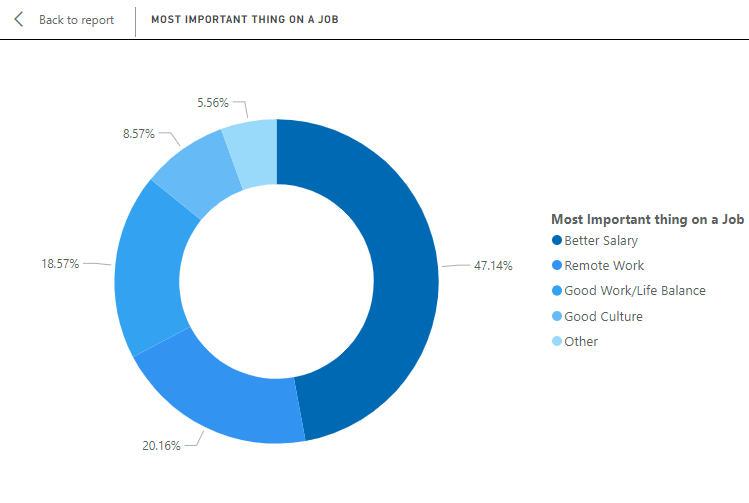 Back to report
MOST IMPORTANT THING ON A JOB
5.56%
8.57%
18.57%
47.14%
20.16%
Most Important thing on a Job
Better Salary
Remote Work
Good Work/Life Balance
Good Culture
Other